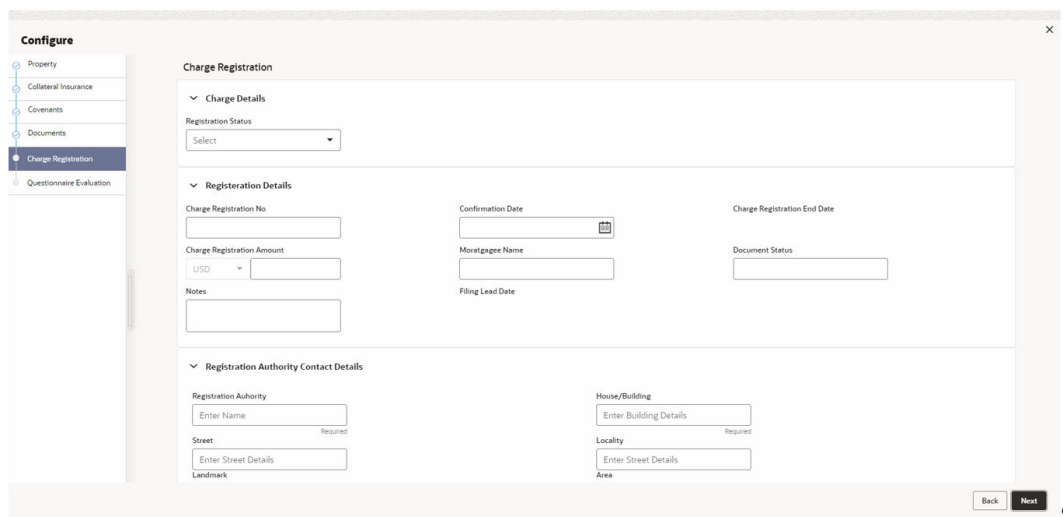 Configure
Property
Collateral Insurance
Covenants
Documents
Charge Registration
Questionnaire Evaluation
Charge Registration
Charge Details
Registration Status
Select
Registeration Details
Charge Registration No
Confirmation Date
Charge Registration End Date
Charge Registration Amount
Moratgagee Name
Document Status
USD
Notes
Filing Lead Date
Registration Authority Contact Details
Registration Auhority
House/Building
Enter Name
Enter Building Details
Required
Required
Street
Locality
Enter Street Details
Enter Street Details
Landmark
Area
Back
Next